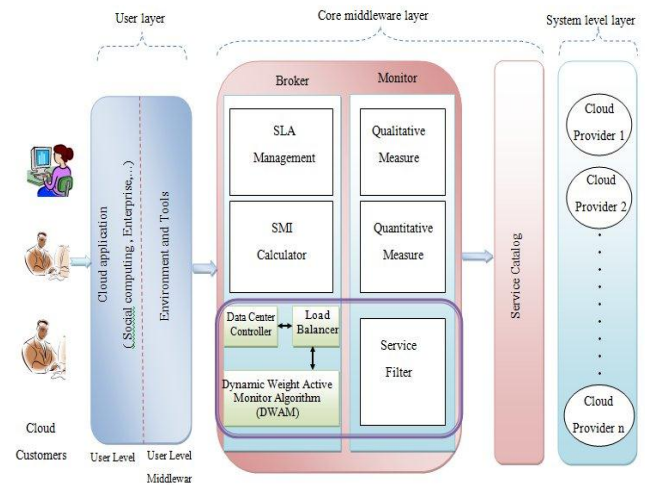 User layer
Core middleware layer
System level layer
Broker
Monitor
Cloud application
( Social computing , Enterprise,...)
Environment and Tools
SLA
Management
Qualitative
Measure
SMI
Calculator
Quantitative
Measure
Data Center
Controller
Load
Balancer
Dynamic Weight Active
Monitor Algorithm
(DWAM)
Service
Filter
Service Catalog
Cloud
Provider 1
Cloud
Provider 2
Cloud
Provider n
Cloud
Customers
User Level
User Level
Middlewar